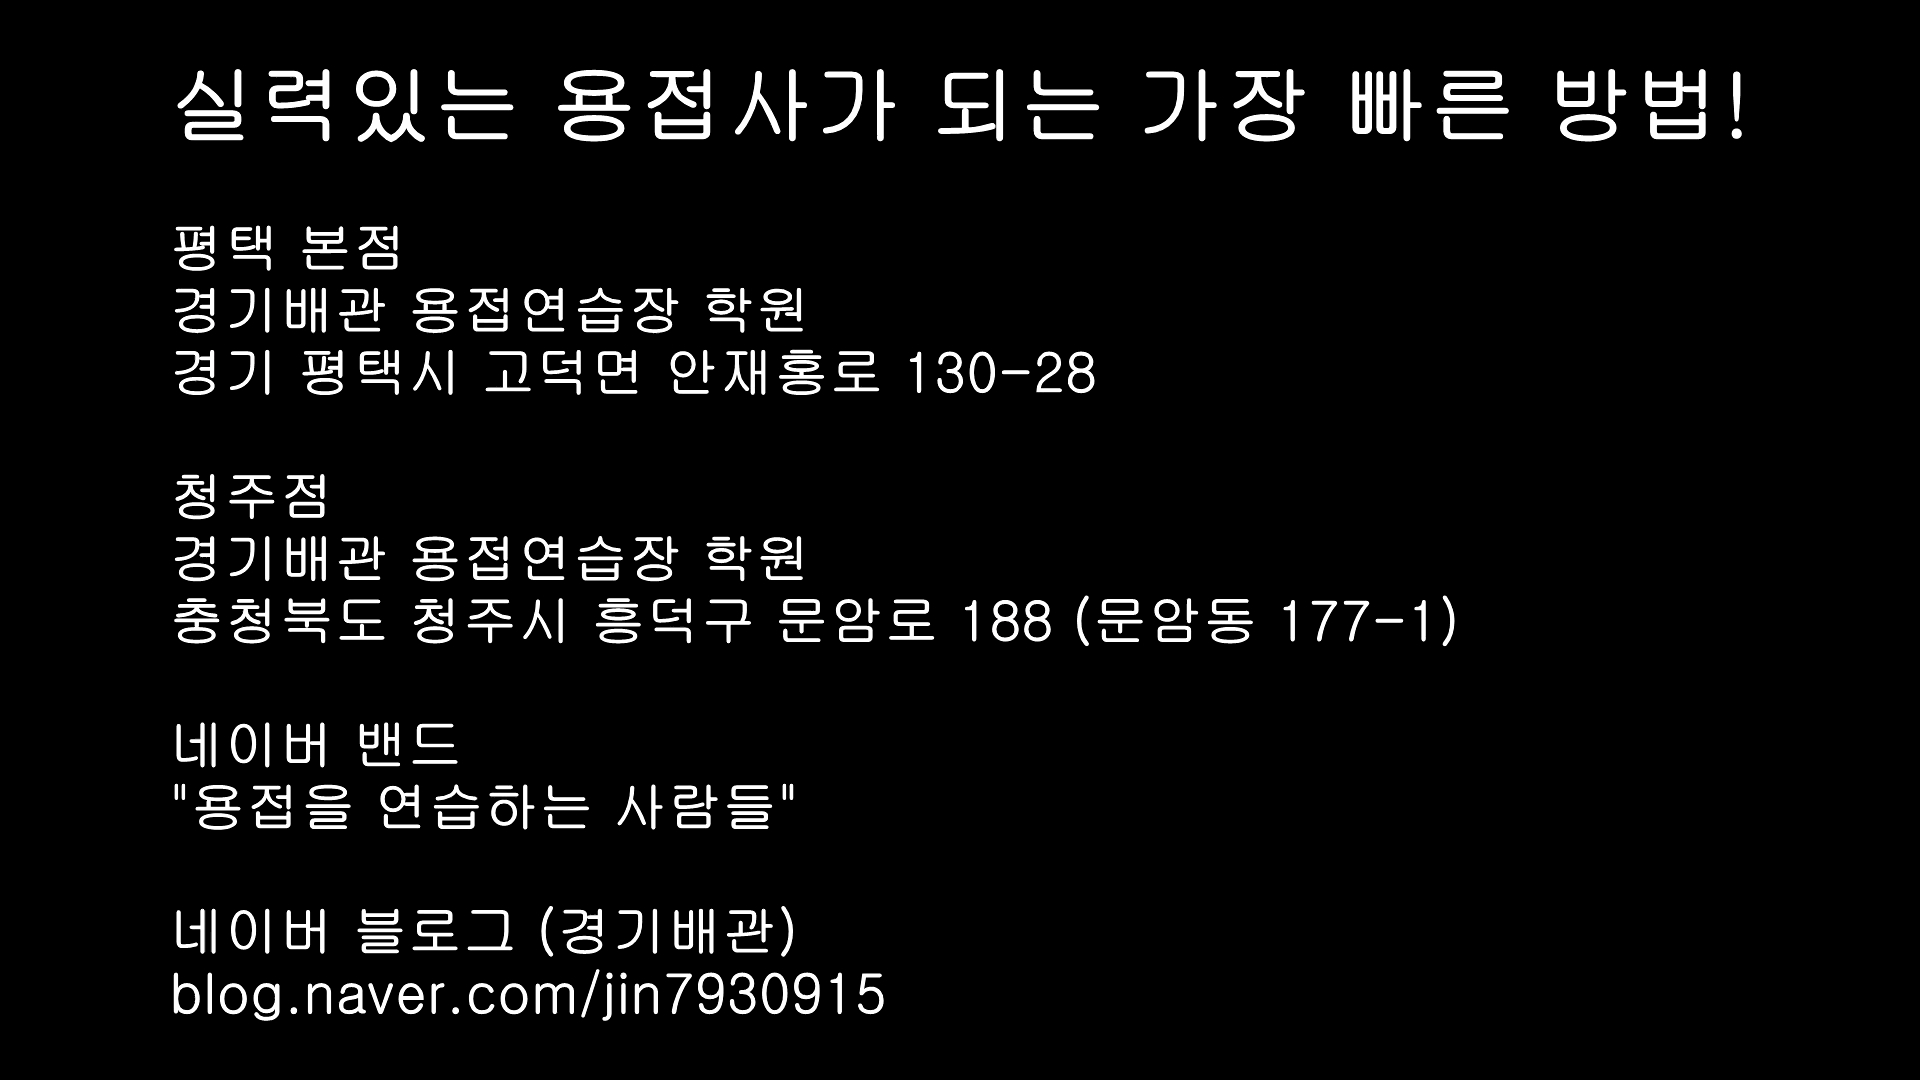 실력있는 용접사가 되는 가장 빠른 방법!
평택 본점
경기배관 용접연습장 학원
경기 평택시 고덕면 안재홍로 130-28
청주점
경기배관 용접연습장 학원
충청북도 청주시 흥덕구 문암로 188 (문암동 177-1)
네이버 밴드
"용접을 연습하는 사람들"
네이버 블로그 (경기배관)
blog.naver.com/jin7930915